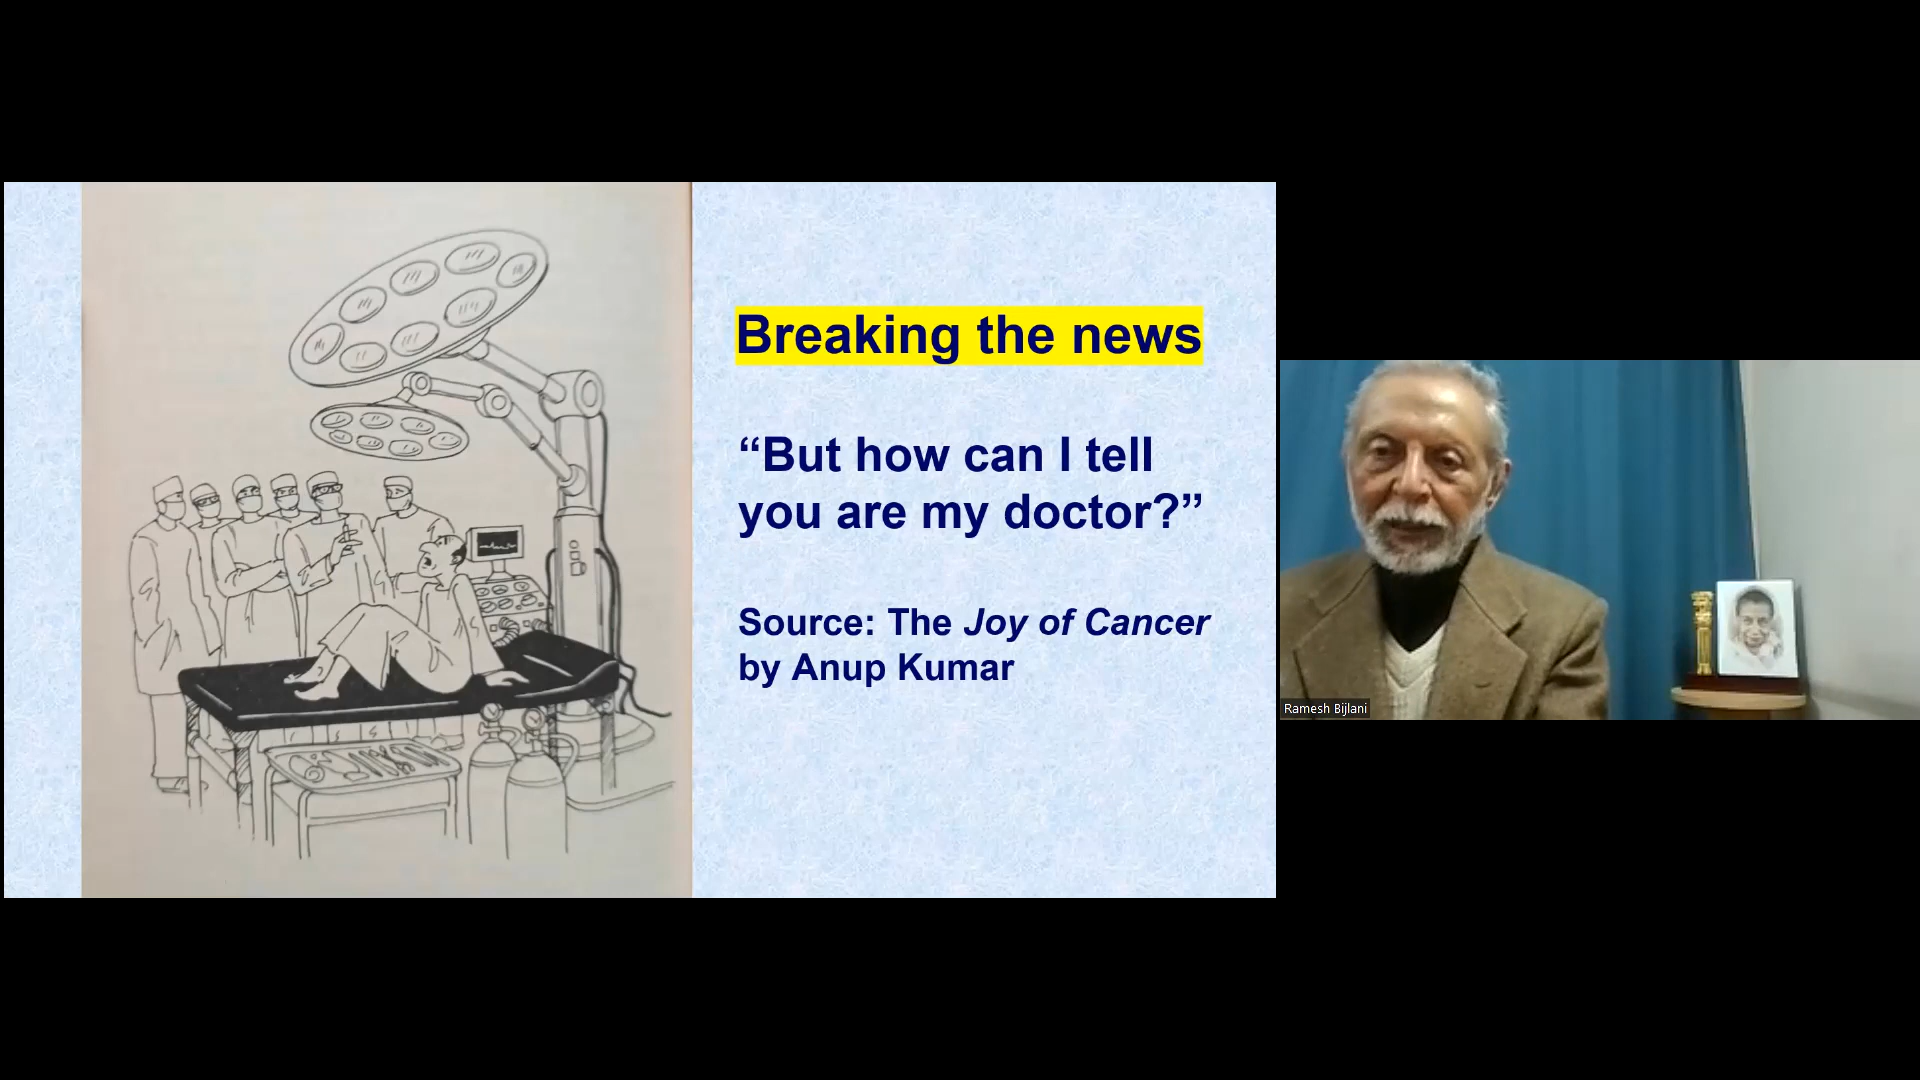 Breaking the news
“But how can I tell
you are my doctor?”
Source: The Joy of Cancer
by Anup Kumar
Ramesh Bijlani